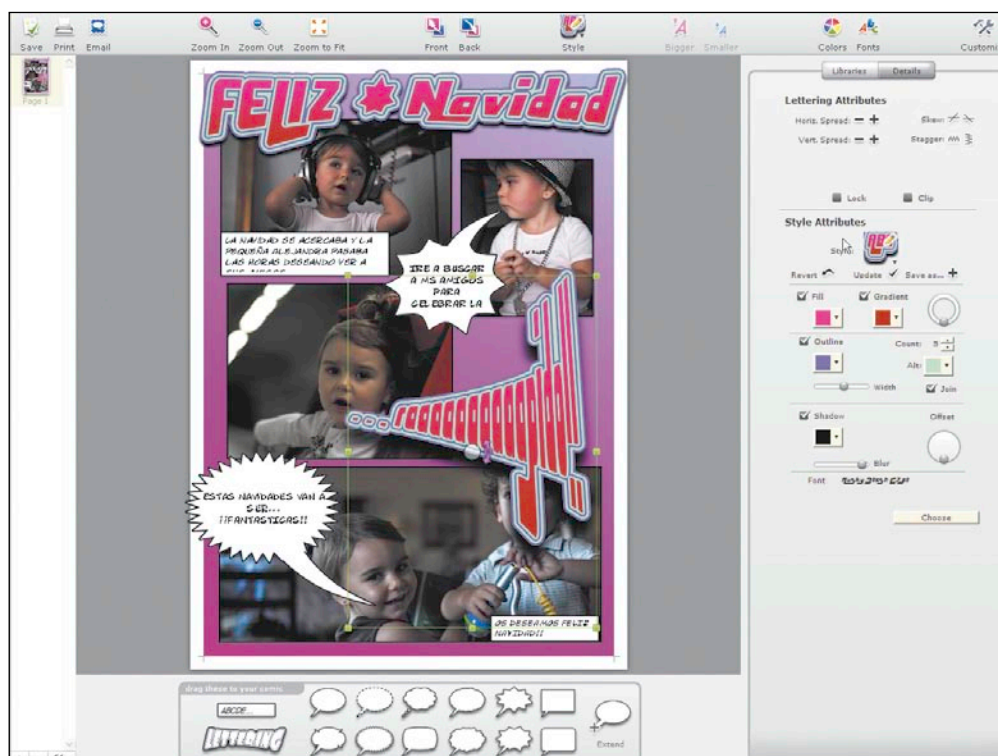 Save Print Email Zoom In Zoom Out Zoom to Fit Front Back Style Bigger Smaller Colors Fonts
Page 1
FELIZ Navidad
LA NAVIDAD SE ACERCABA Y LA
PEQUEÑA ALEJANDRA PASABA
LAS HORAS DESEANDO VER A
IRE A BUSCAR
A MS AMIGOS
PARA
CELEBRAR LA
ESTAS NAVIDADES VAN A
SER...
¡¡FANTASTICAS!!
OS DESEAMOS FELIZ
NAVIDAD!!
drag these to your comic
ABCDE...
LETTERING
Extend
Libraries Details
Lettering Attributes
Horis. Spread: Skew:
Vert. Spread: Stagger:
Lock Clip
Style Attributes
Style:
Revert Update Save as...
Fill Gradient
Outline Count: 5
Alt:
Width Join
Shadow Offset
Blur
Font
Choose